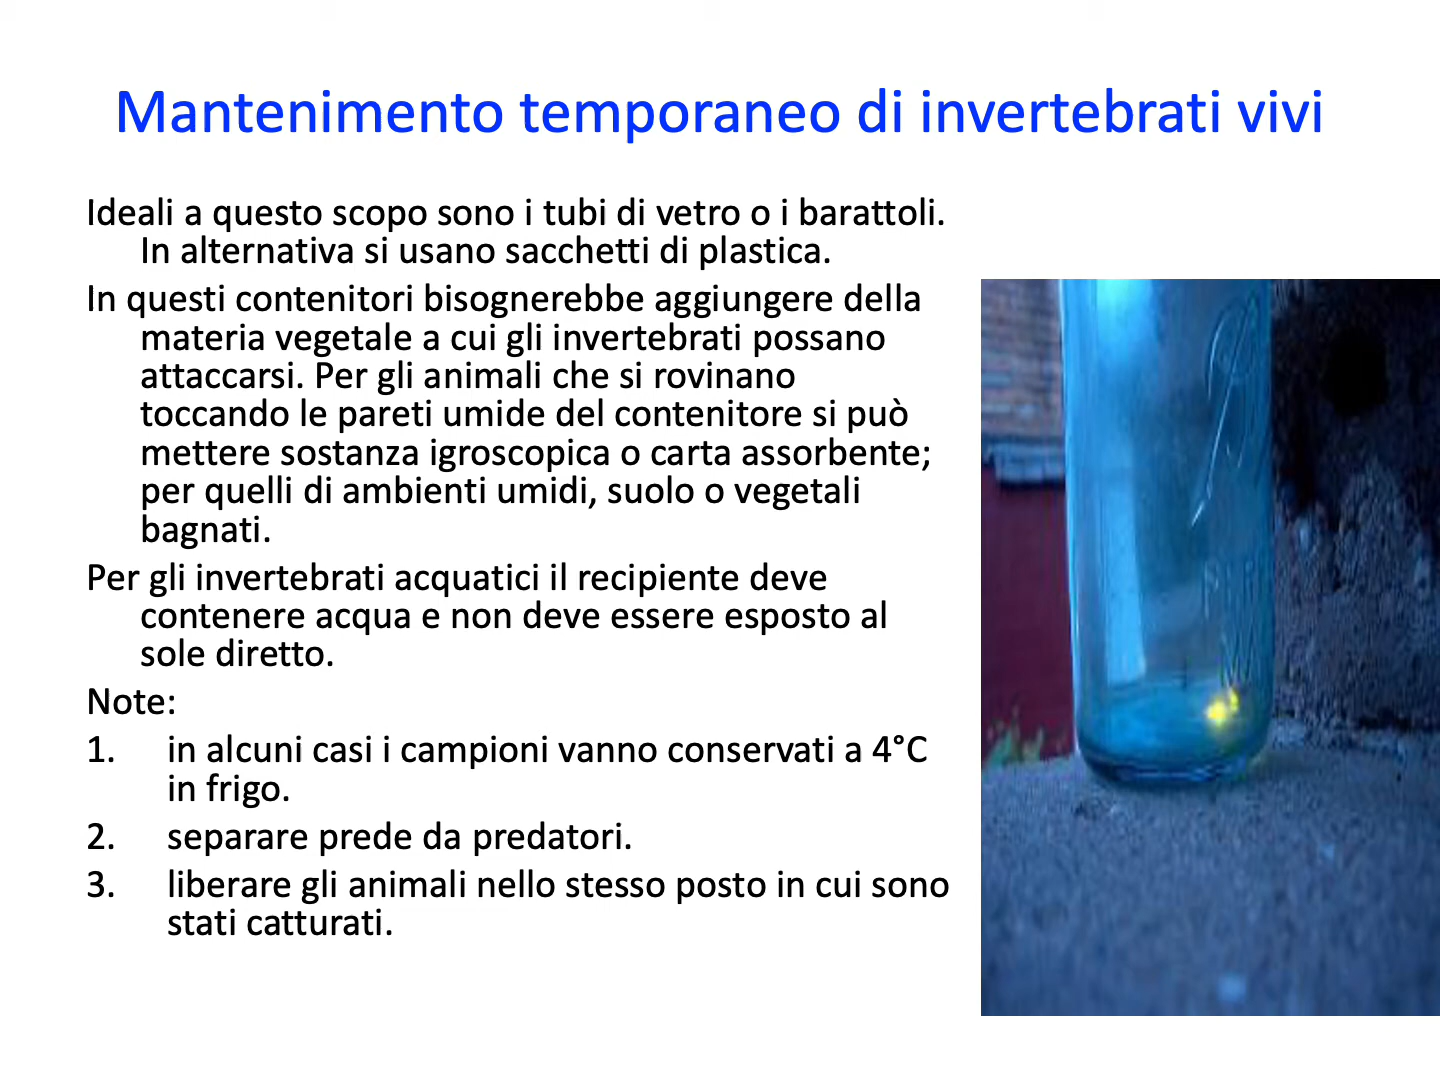 Mantenimento temporaneo di invertebrati vivi
Ideali a questo scopo sono i tubi di vetro o i barattoli.
In alternativa si usano sacchetti di plastica.
In questi contenitori bisognerebbe aggiungere della
materia vegetale a cui gli invertebrati possano
attaccarsi. Per gli animali che si rovinano
toccando le pareti umide del contenitore si può
mettere sostanza igroscopica o carta assorbente;
per quelli di ambienti umidi, suolo o vegetali
bagnati.
Per gli invertebrati acquatici il recipiente deve
contenere acqua e non deve essere esposto al
sole diretto.
Note:
1. in alcuni casi i campioni vanno conservati a 4°C
in frigo.
2. separare prede da predatori.
3. liberare gli animali nello stesso posto in cui sono
stati catturati.